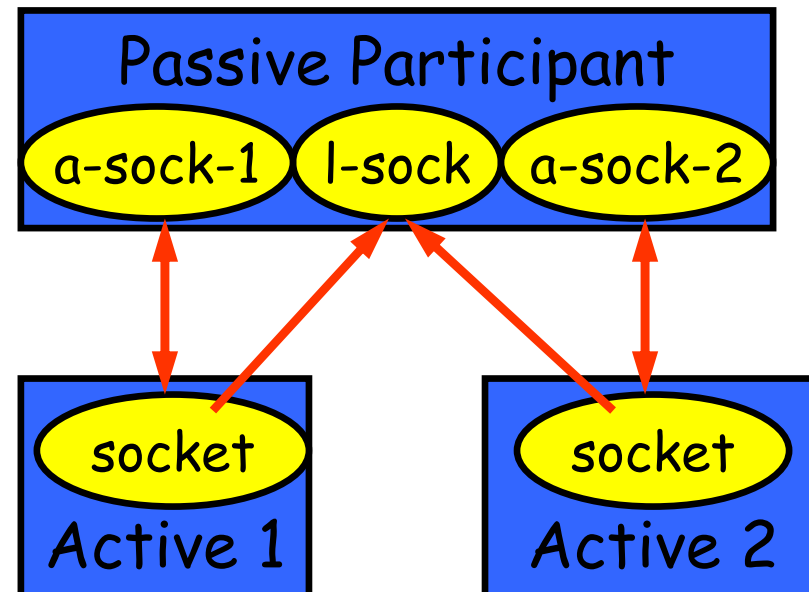 Passive Participant
a-sock-1 l-sock a-sock-2
socket socket
Active 1 Active 2